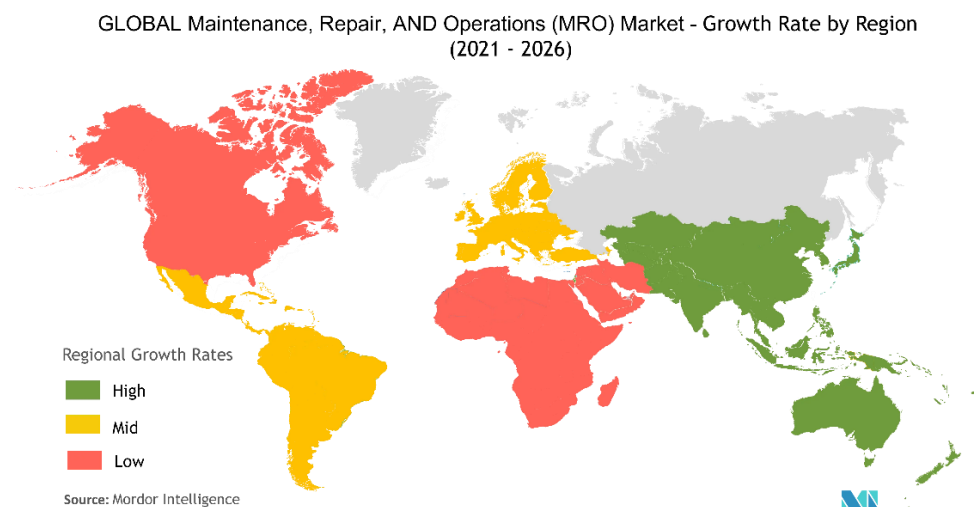 GLOBAL Maintenance, Repair, AND Operations (MRO) Market - Growth Rate by Region
(2021 - 2026)
Regional Growth Rates
High
Mid
Low
Source: Mordor Intelligence